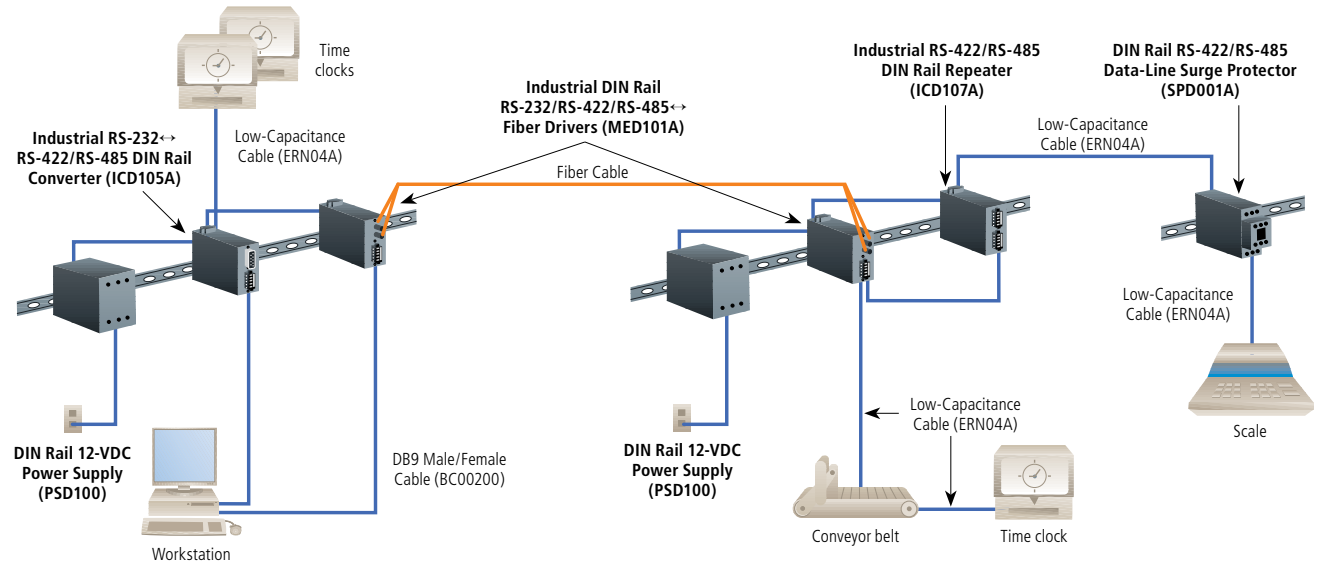 Time
clocks
Industrial RS-232↔
RS-422/RS-485 DIN Rail
Converter (ICD105A)
Low-Capacitance
Cable (ERN04A)
Industrial DIN Rail
RS-232/RS-422/RS-485↔
Fiber Drivers (MED101A)
Fiber Cable
Industrial RS-422/RS-485
DIN Rail Repeater
(ICD107A)
DIN Rail RS-422/RS-485
Data-Line Surge Protector
(SPD001A)
Low-Capacitance
Cable (ERN04A)
Low-Capacitance
Cable (ERN04A)
Scale
DIN Rail 12-VDC
Power Supply
(PSD100)
DB9 Male/Female
Cable (BC00200)
Workstation
DIN Rail 12-VDC
Power Supply
(PSD100)
Low-Capacitance
Cable (ERN04A)
Conveyor belt
Time clock